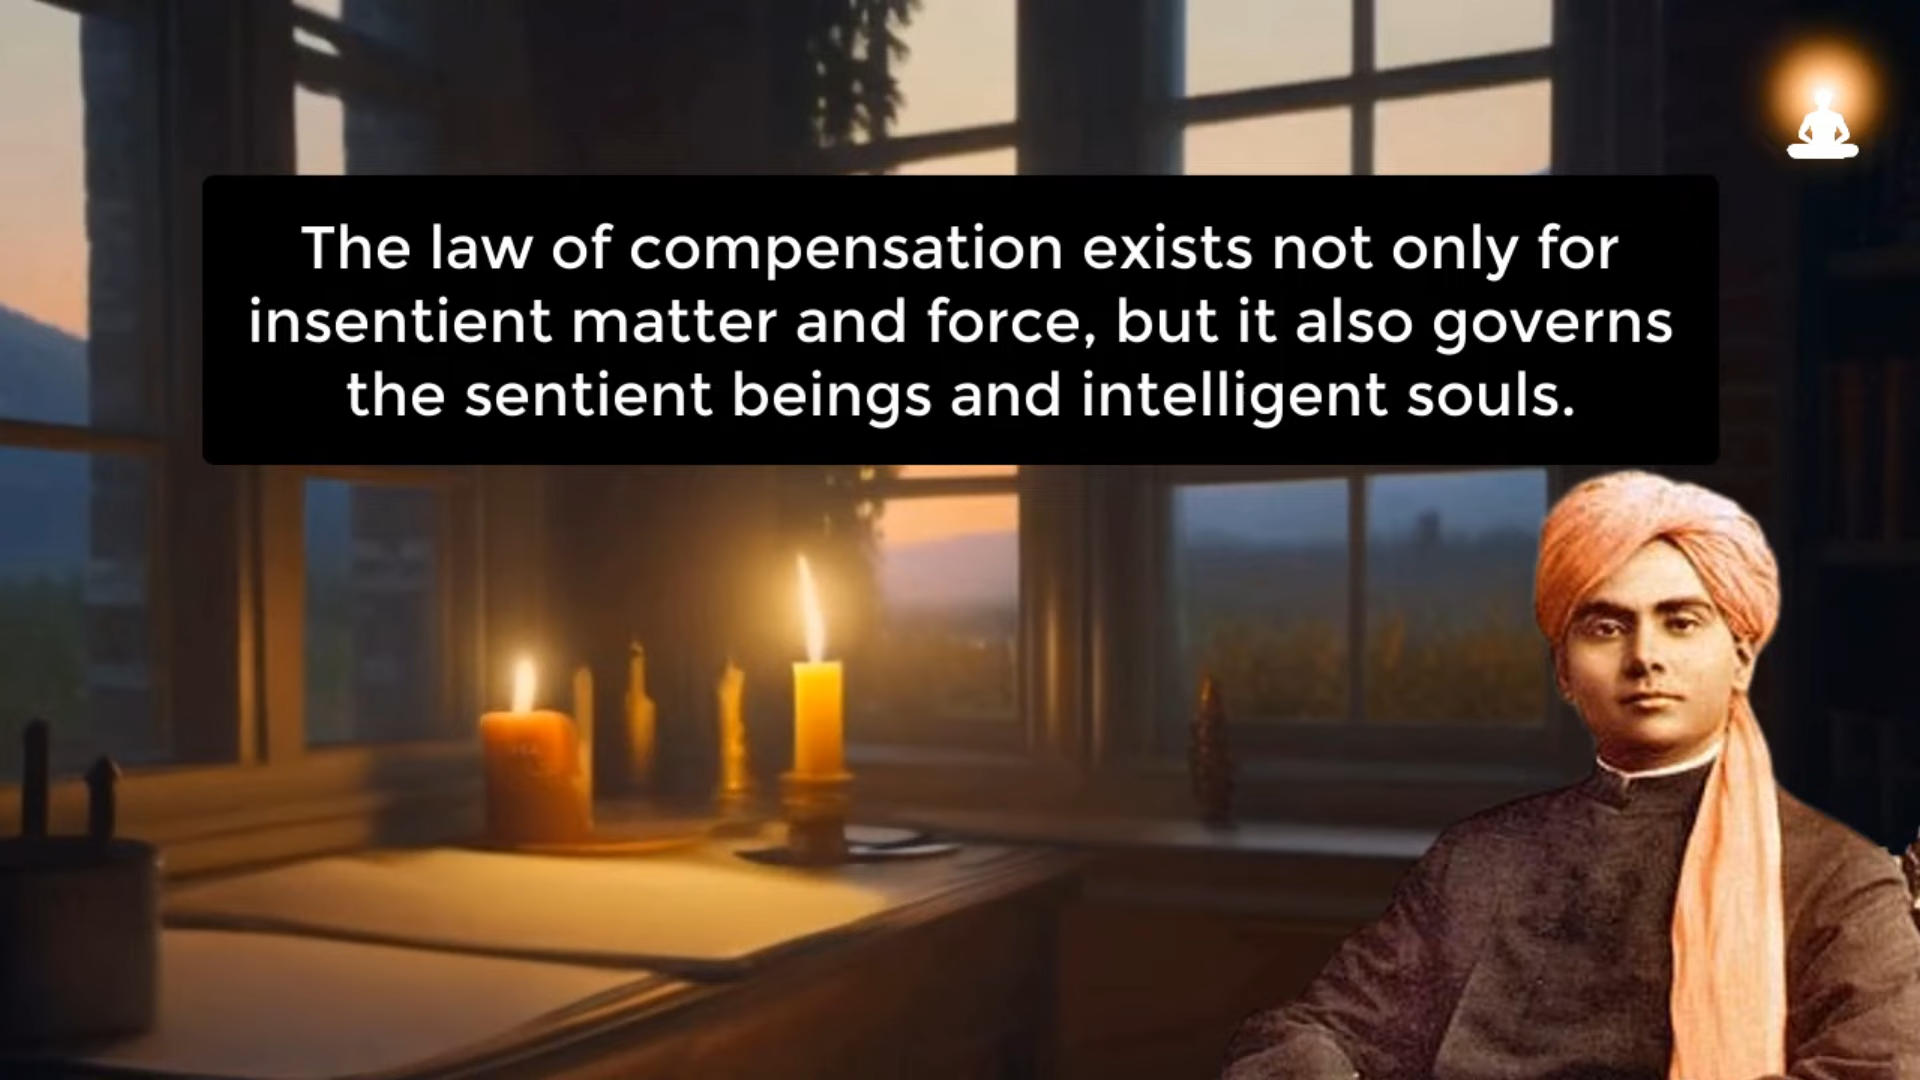 The law of compensation exists not only for
insentient matter and force, but it also governs
the sentient beings and intelligent souls.